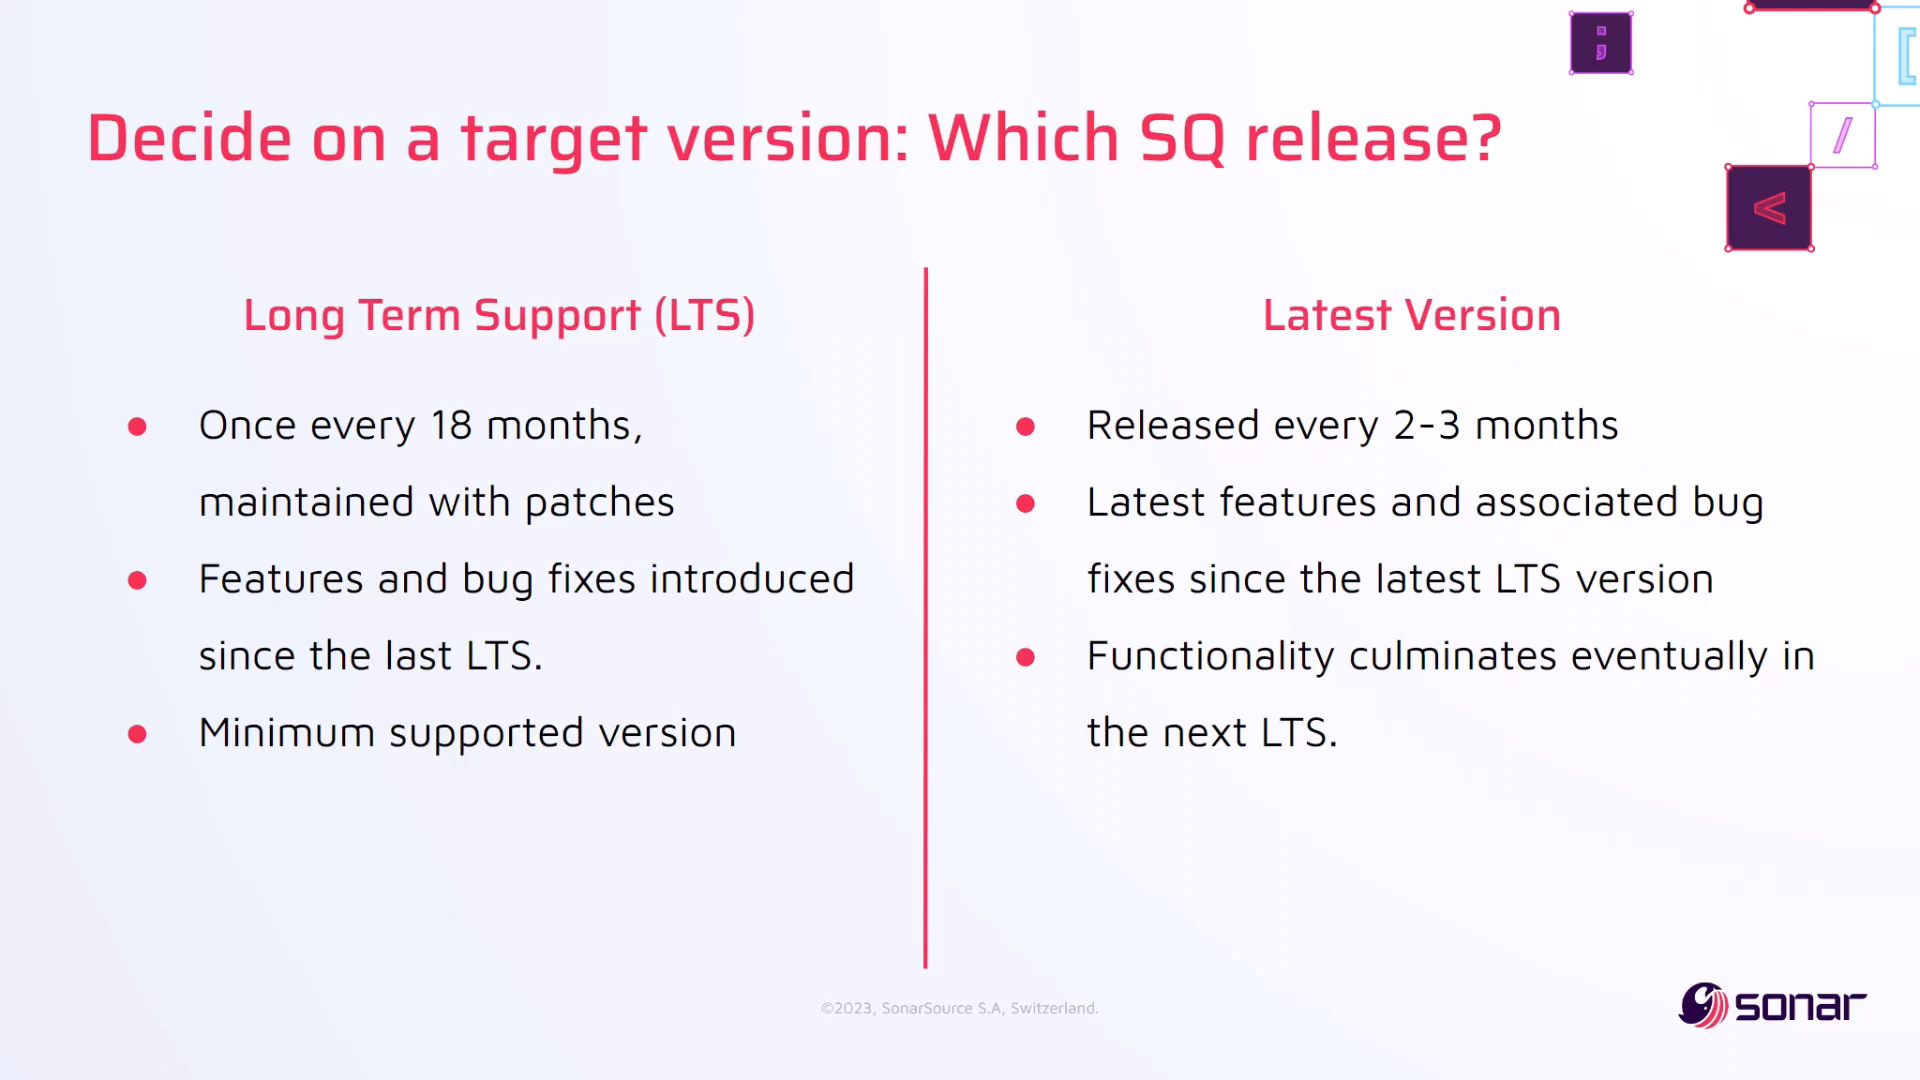 ;
[
/
<
Decide on a target version: Which SQ release?
Long Term Support (LTS)
● Once every 18 months,
maintained with patches
● Features and bug fixes introduced
since the last LTS.
● Minimum supported version
Latest Version
● Released every 2-3 months
● Latest features and associated bug
fixes since the latest LTS version
● Functionality culminates eventually in
the next LTS.
©2023, SonarSource S.A, Switzerland.
sonar